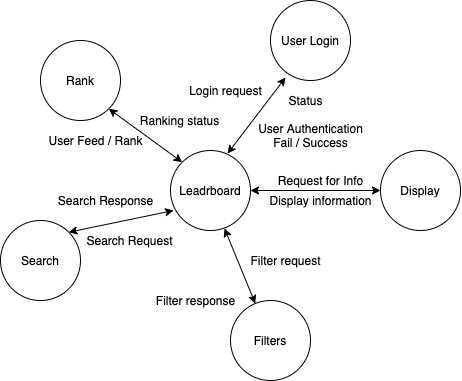 User Login
Rank
Login request
Status
Ranking status
User Feed / Rank
User Authentication
Fail / Success
Leadrboard
Request for Info
Display information
Display
Search Response
Search Request
Search
Filter request
Filter response
Filters